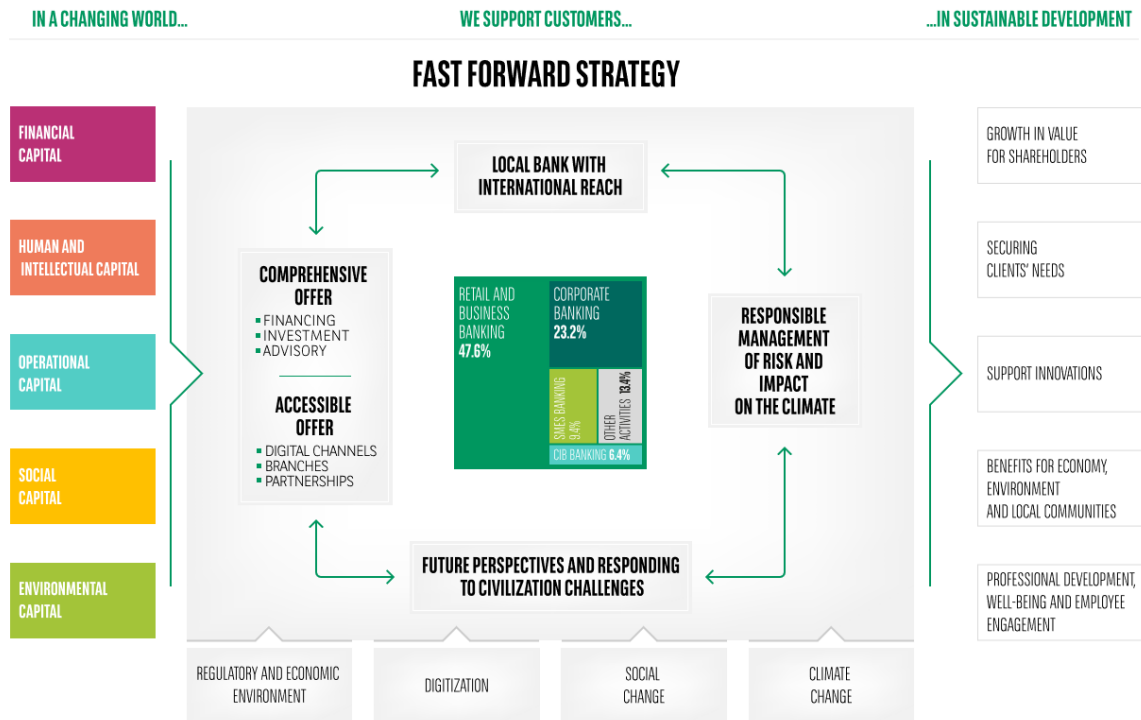 IN A CHANGING WORLD...
WE SUPPORT CUSTOMERS...
...IN SUSTAINABLE DEVELOPMENT
FAST FORWARD STRATEGY
FINANCIAL
CAPITAL
HUMAN AND
INTELLECTUAL CAPITAL
OPERATIONAL
CAPITAL
SOCIAL
CAPITAL
ENVIRONMENTAL
CAPITAL
LOCAL BANK WITH
INTERNATIONAL REACH
COMPREHENSIVE
OFFER
FINANCING
INVESTMENT
ADVISORY
ACCESSIBLE
OFFER
DIGITAL CHANNELS
BRANCHES
PARTNERSHIPS
RETAIL AND
BUSINESS
BANKING
47.6%
CORPORATE
BANKING
23.2%
SMES BANKING
9.4%
OTHER
ACTIVITIES 13.4%
CIB BANKING 6.4%
RESPONSIBLE
MANAGEMENT
OF RISK AND
IMPACT
ON THE CLIMATE
FUTURE PERSPECTIVES AND RESPONDING
TO CIVILIZATION CHALLENGES
REGULATORY AND ECONOMIC
ENVIRONMENT
DIGITIZATION
SOCIAL
CHANGE
CLIMATE
CHANGE
GROWTH IN VALUE
FOR SHAREHOLDERS
SECURING
CLIENTS' NEEDS
SUPPORT INNOVATIONS
BENEFITS FOR ECONOMY,
ENVIRONMENT
AND LOCAL COMMUNITIES
PROFESSIONAL DEVELOPMENT,
WELL-BEING AND EMPLOYEE
ENGAGEMENT